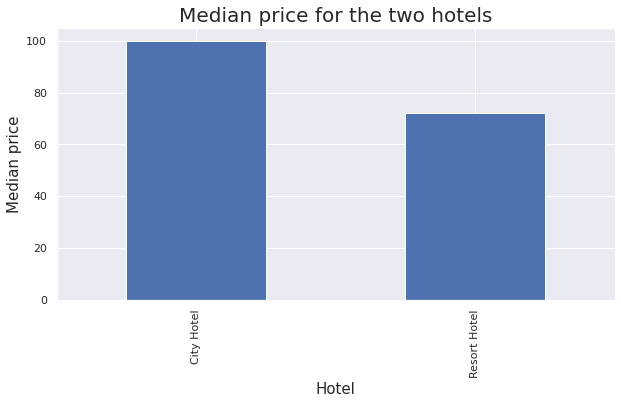 Median price for the two hotels
Median price
100
80
60
40
20
0
City Hotel
Resort Hotel
Hotel